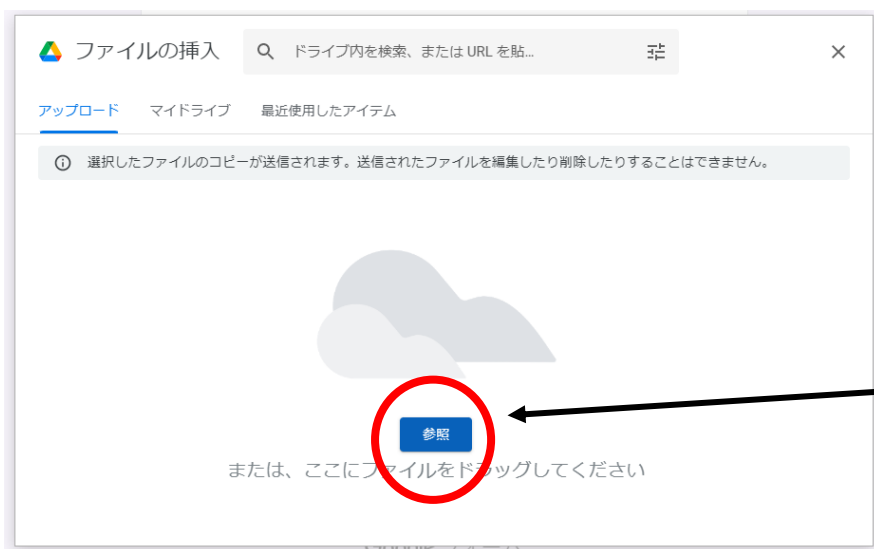 ファイルの挿入
ドライブ内を検索、または URL を貼...
アップロード マイドライブ 最近使用したアイテム
選択したファイルのコピーが送信されます。送信されたファイルを編集したり削除したりすることはできません。
参照
または、ここにファイルをドラッグしてください